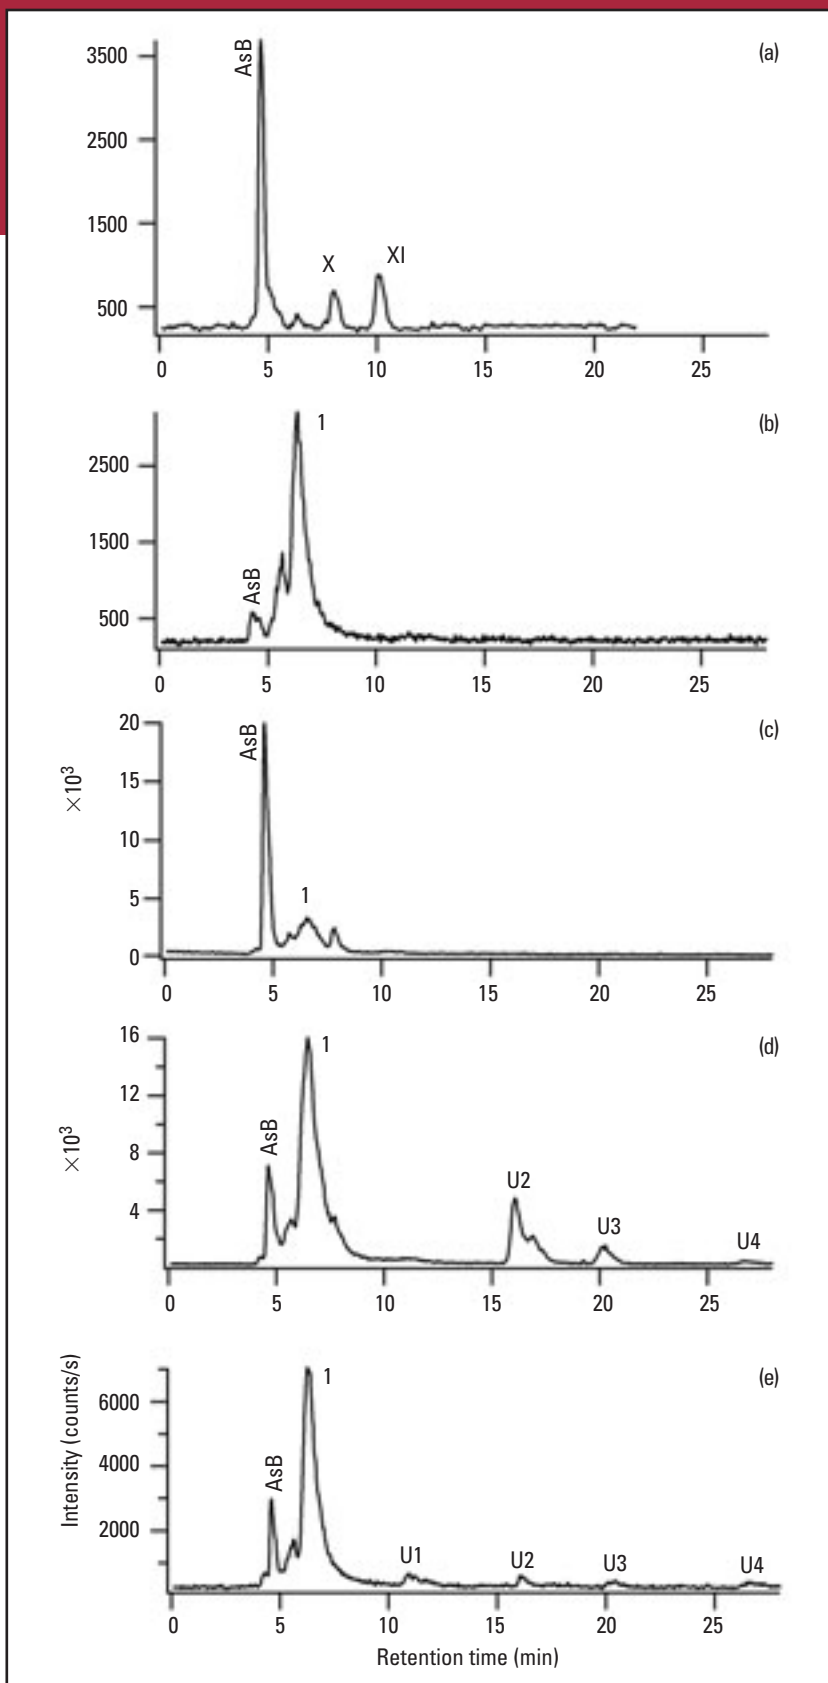 (a)
AsB
3500
2500
1500
500
X
XI
0 5 10 15 20 25
(b)
1
2500
1500
500
AsB
0 5 10 15 20 25
(c)
AsB
×10³
20
15
10
5
0
1
0 5 10 15 20 25
(d)
1
×10³
16
12
8
4
AsB
U2
U3
U4
0 5 10 15 20 25
(e)
1
Intensity (counts/s)
6000
4000
2000
AsB
U1
U2
U3
U4
0 5 10 15 20 25
Retention time (min)